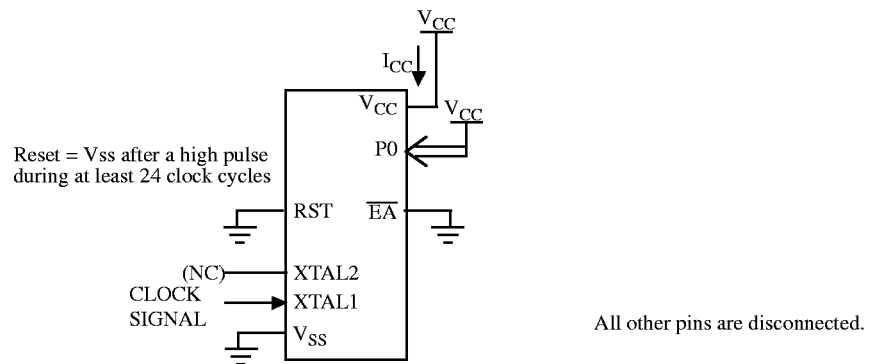 VCC
ICC
VCC
VCC
P0
Reset = Vss after a high pulse
during at least 24 clock cycles
RST
EA
(NC)
XTAL2
CLOCK
SIGNAL
XTAL1
VSS
All other pins are disconnected.